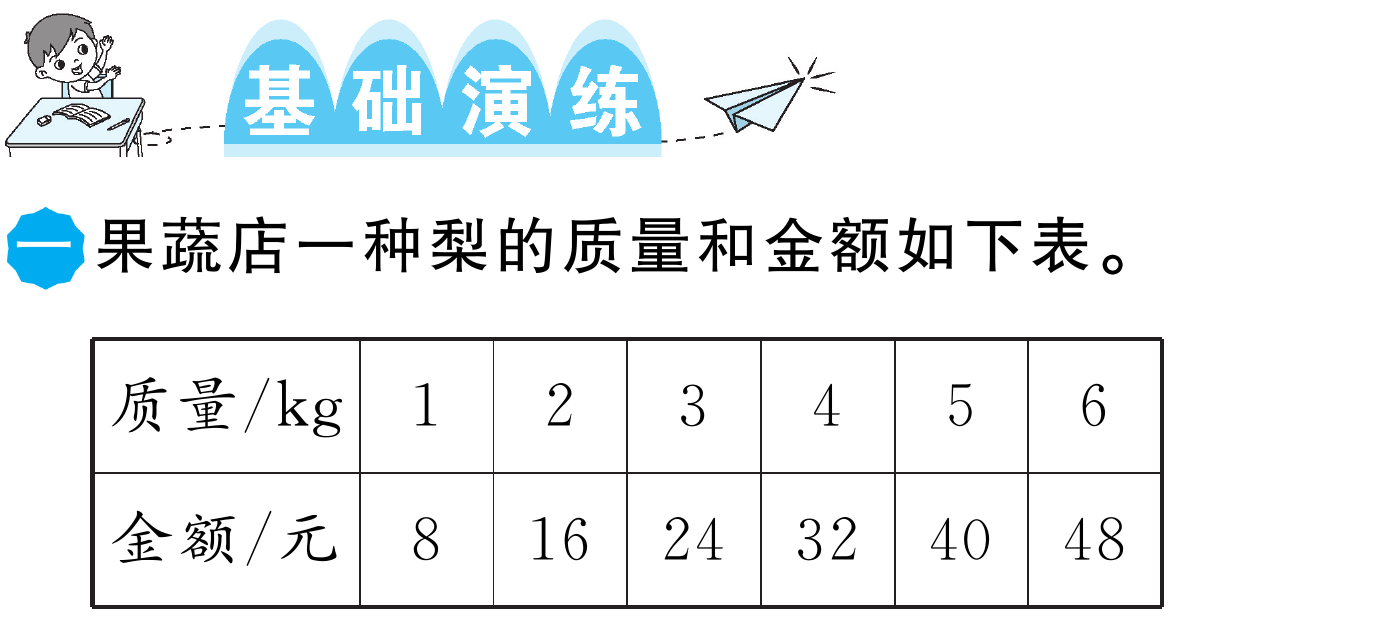 基础演练
一 果蔬店一种梨的质量和金额如下表。
质量/kg 1 2 3 4 5 6
金额/元 8 16 24 32 40 48